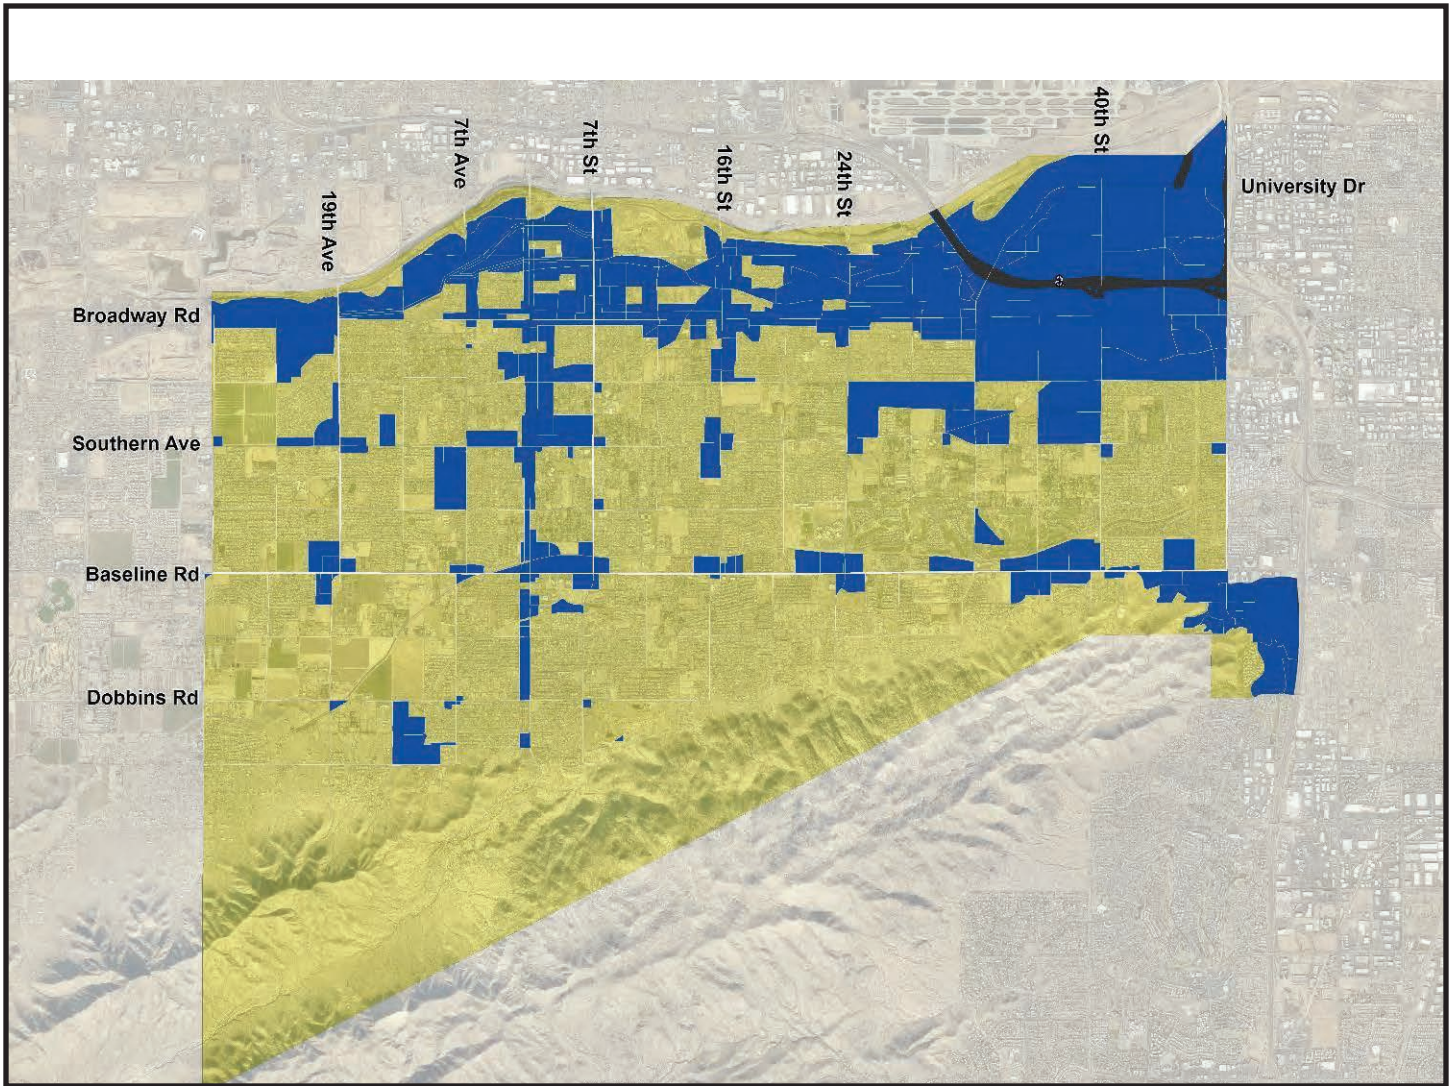 40th St
7th Ave
7th St
16th St
24th St
University Dr
19th Ave
Broadway Rd
Southern Ave
Baseline Rd
Dobbins Rd